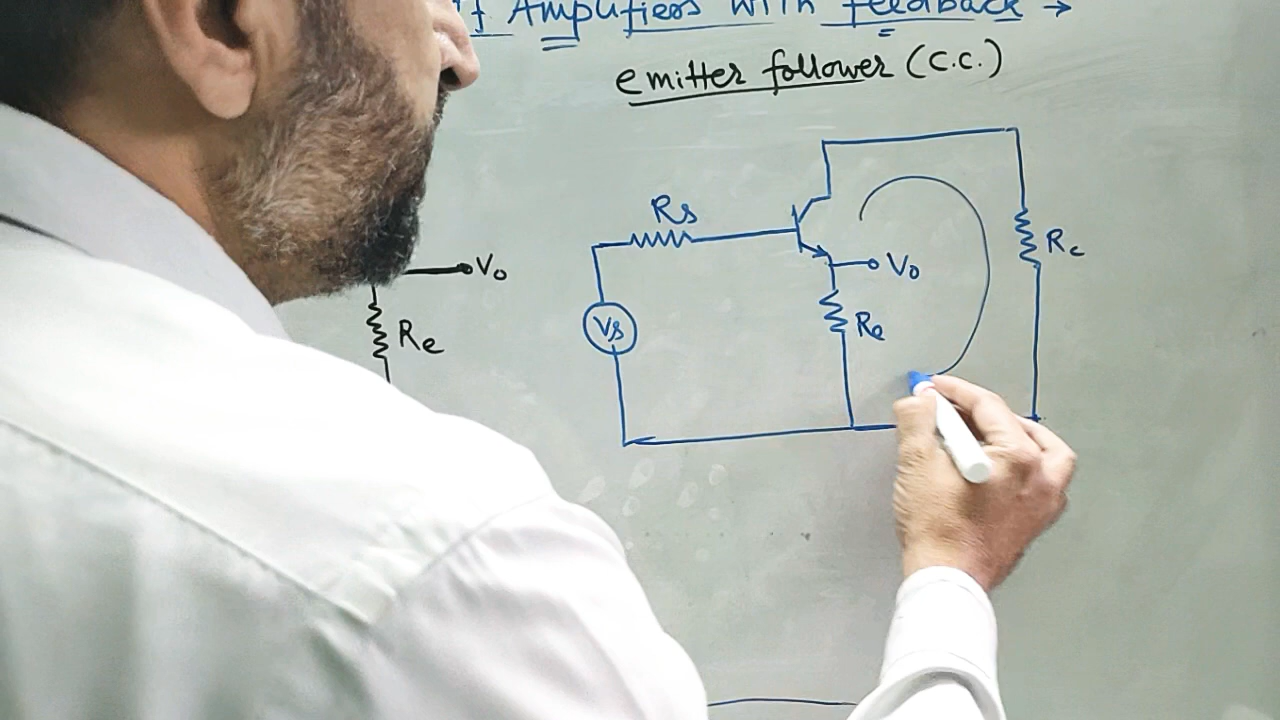 Amplifiers with feedback →
emitter follower (C.C.)
Rs
Rc
Vo
Vo
Vs
Re
Re